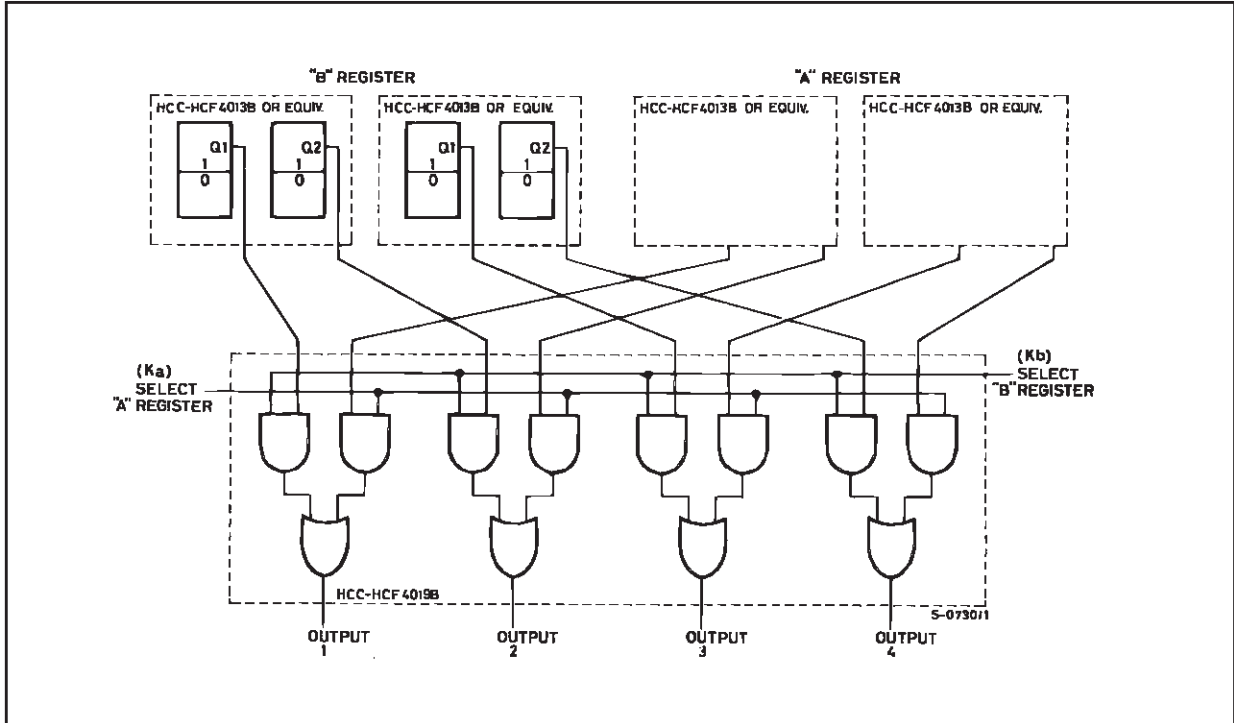 "B" REGISTER
"A" REGISTER
HCC-HCF 4013B OR EQUIV.
HCC-HCF4013B OR EQUIV.
HCC-HCF4013B OR EQUIV.
HCC-HCF4013B OR EQUIV.
Q1
1
0
Q2
1
0
Q1
1
0
Q2
1
0
(Ka)
SELECT
"A" REGISTER
(Kb)
SELECT
"B" REGISTER
HCC-HCF4019B
S-0730/1
OUTPUT
1
OUTPUT
2
OUTPUT
3
OUTPUT
4